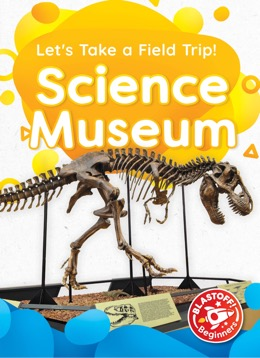 Let's Take a Field Trip!
Science
Museum
BLASTOFF!
Beginners